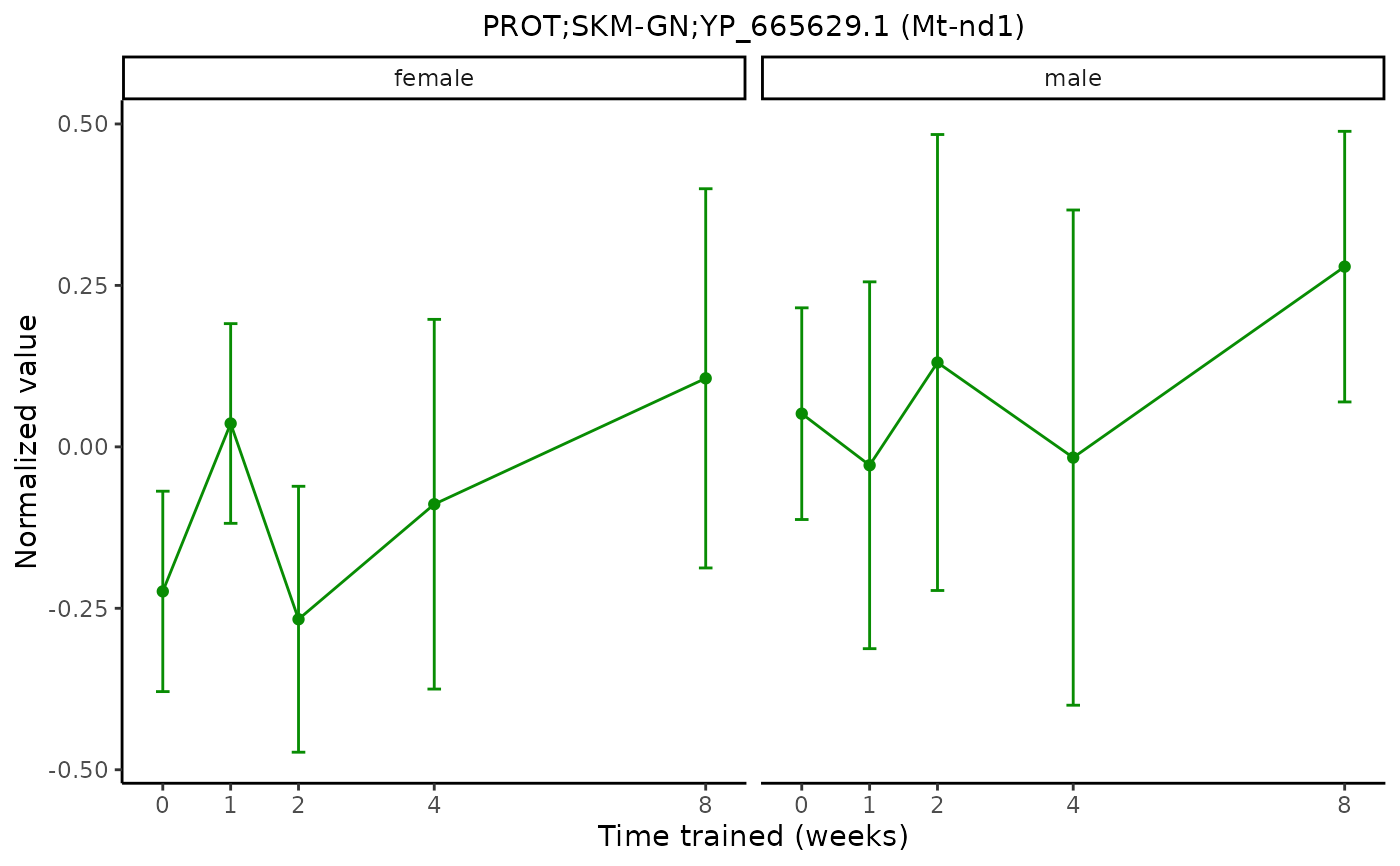 PROT;SKM-GN;YP_665629.1 (Mt-nd1)
female
male
Normalized value
0.50
0.25
0.00
-0.25
-0.50
0 1 2 4 8
0 1 2 4 8
Time trained (weeks)